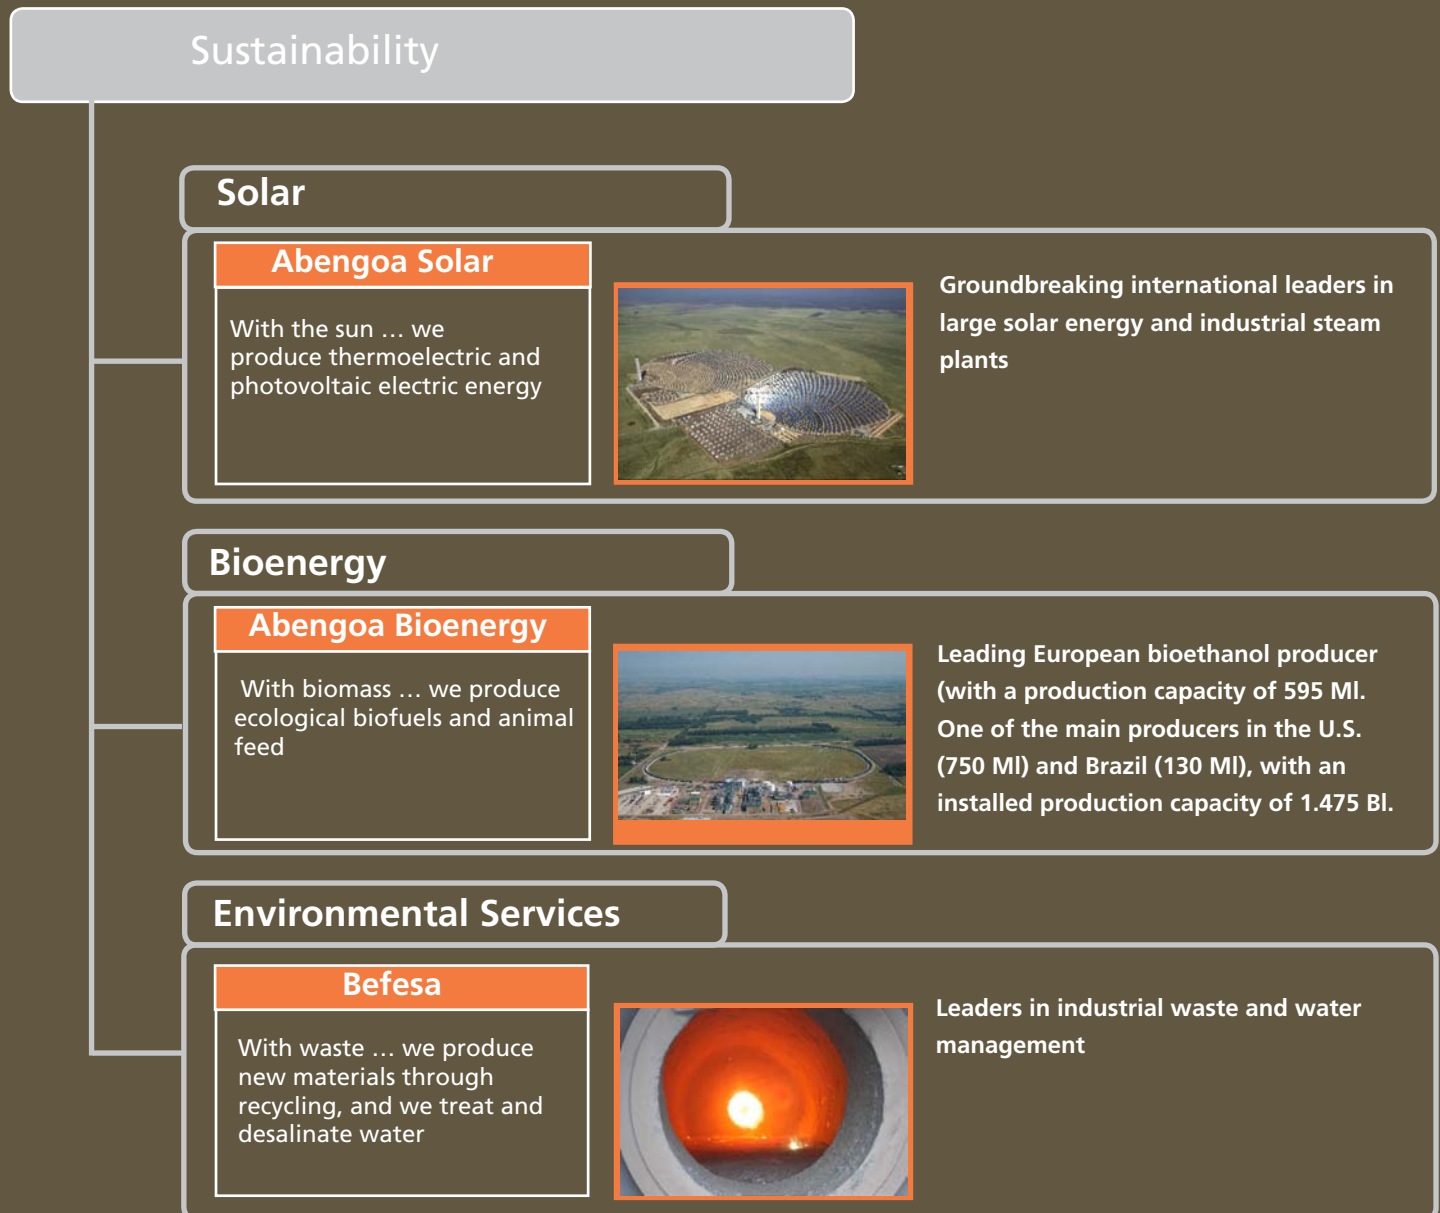 Sustainability
Solar
Abengoa Solar
With the sun … we
produce thermoelectric and
photovoltaic electric energy
Groundbreaking international leaders in
large solar energy and industrial steam
plants
Bioenergy
Abengoa Bioenergy
With biomass … we produce
ecological biofuels and animal
feed
Leading European bioethanol producer
(with a production capacity of 595 Ml.
One of the main producers in the U.S.
(750 Ml) and Brazil (130 Ml), with an
installed production capacity of 1.475 Bl.
Environmental Services
Befesa
With waste … we produce
new materials through
recycling, and we treat and
desalinate water
Leaders in industrial waste and water
management